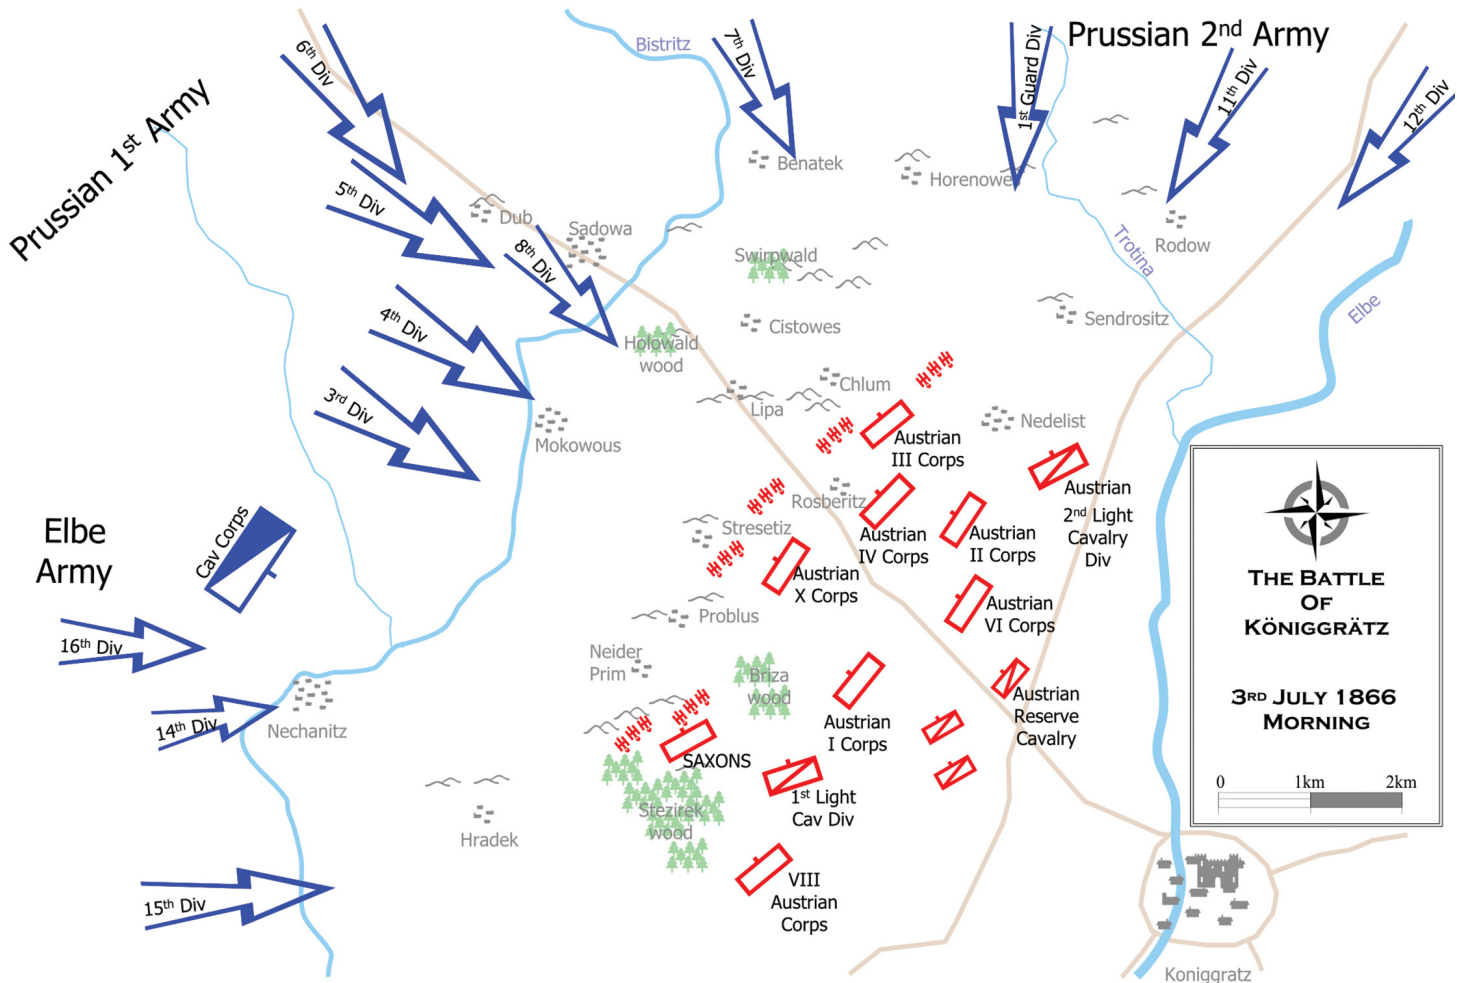 6th Div
Bistritz
7th Div
1st Guard Div
Prussian 2nd Army
11th Div
12th Div
Prussian 1st Army
5th Div
Dub
Sadowa
8th Div
Benatek
Horenowes
Rodow
Trotina
Elbe
Swirpwald
4th Div
Holowald
wood
Cistowes
Sendrositz
3rd Div
Mokowous
Lipa
Chlum
Nedelist
Austrian
III Corps
Rosberitz
Stresetiz
Austrian
IV Corps
Austrian
II Corps
Austrian
2nd Light
Cavalry
Div
Austrian
X Corps
Austrian
VI Corps
Problus
Neider
Prim
Briza
wood
Elbe
Army
Cav Corps
16th Div
14th Div
Nechanitz
Austrian
I Corps
Austrian
Reserve
Cavalry
SAXONS
1st Light
Cav Div
Stezirek
wood
Hradek
15th Div
VIII
Austrian
Corps
The Battle
Of
Königgrätz
3rd July 1866
Morning
0 1km 2km
Koniggratz